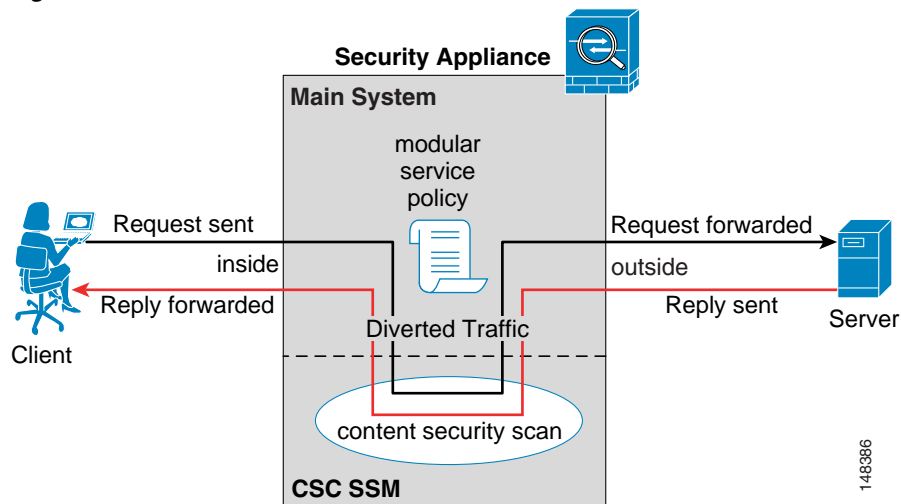 Security Appliance
Main System
modular
service
policy
Request sent
Request forwarded
inside
outside
Reply forwarded
Reply sent
Diverted Traffic
Client
Server
content security scan
CSC SSM
148386